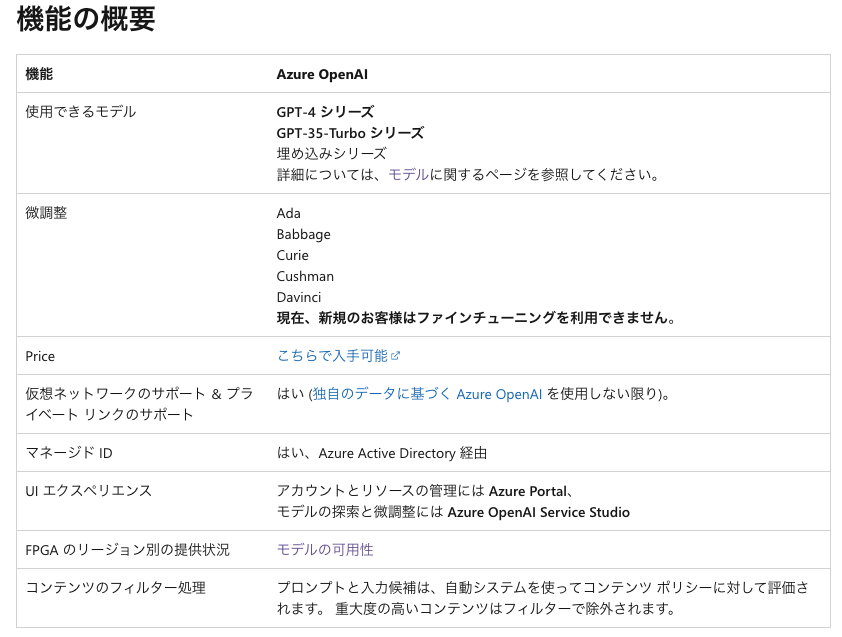 機能の概要
機能
Azure OpenAI
使用できるモデル
GPT-4 シリーズ
GPT-35-Turbo シリーズ
埋め込みシリーズ
詳細については、モデルに関するページを参照してください。
微調整
Ada
Babbage
Curie
Cushman
Davinci
現在、新規のお客様はファインチューニングを利用できません。
Price
こちらで入手可能
仮想ネットワークのサポート & プラ
イベート リンクのサポート
はい (独自のデータに基づく Azure OpenAI を使用しない限り)。
マネージド ID
はい、Azure Active Directory 経由
UI エクスペリエンス
アカウントとリソースの管理には Azure Portal、
モデルの探索と微調整には Azure OpenAI Service Studio
FPGA のリージョン別の提供状況
モデルの可用性
コンテンツのフィルター処理
プロンプトと入力候補は、自動システムを使ってコンテンツ ポリシーに対して評価さ
れます。 重大度の高いコンテンツはフィルターで除外されます。